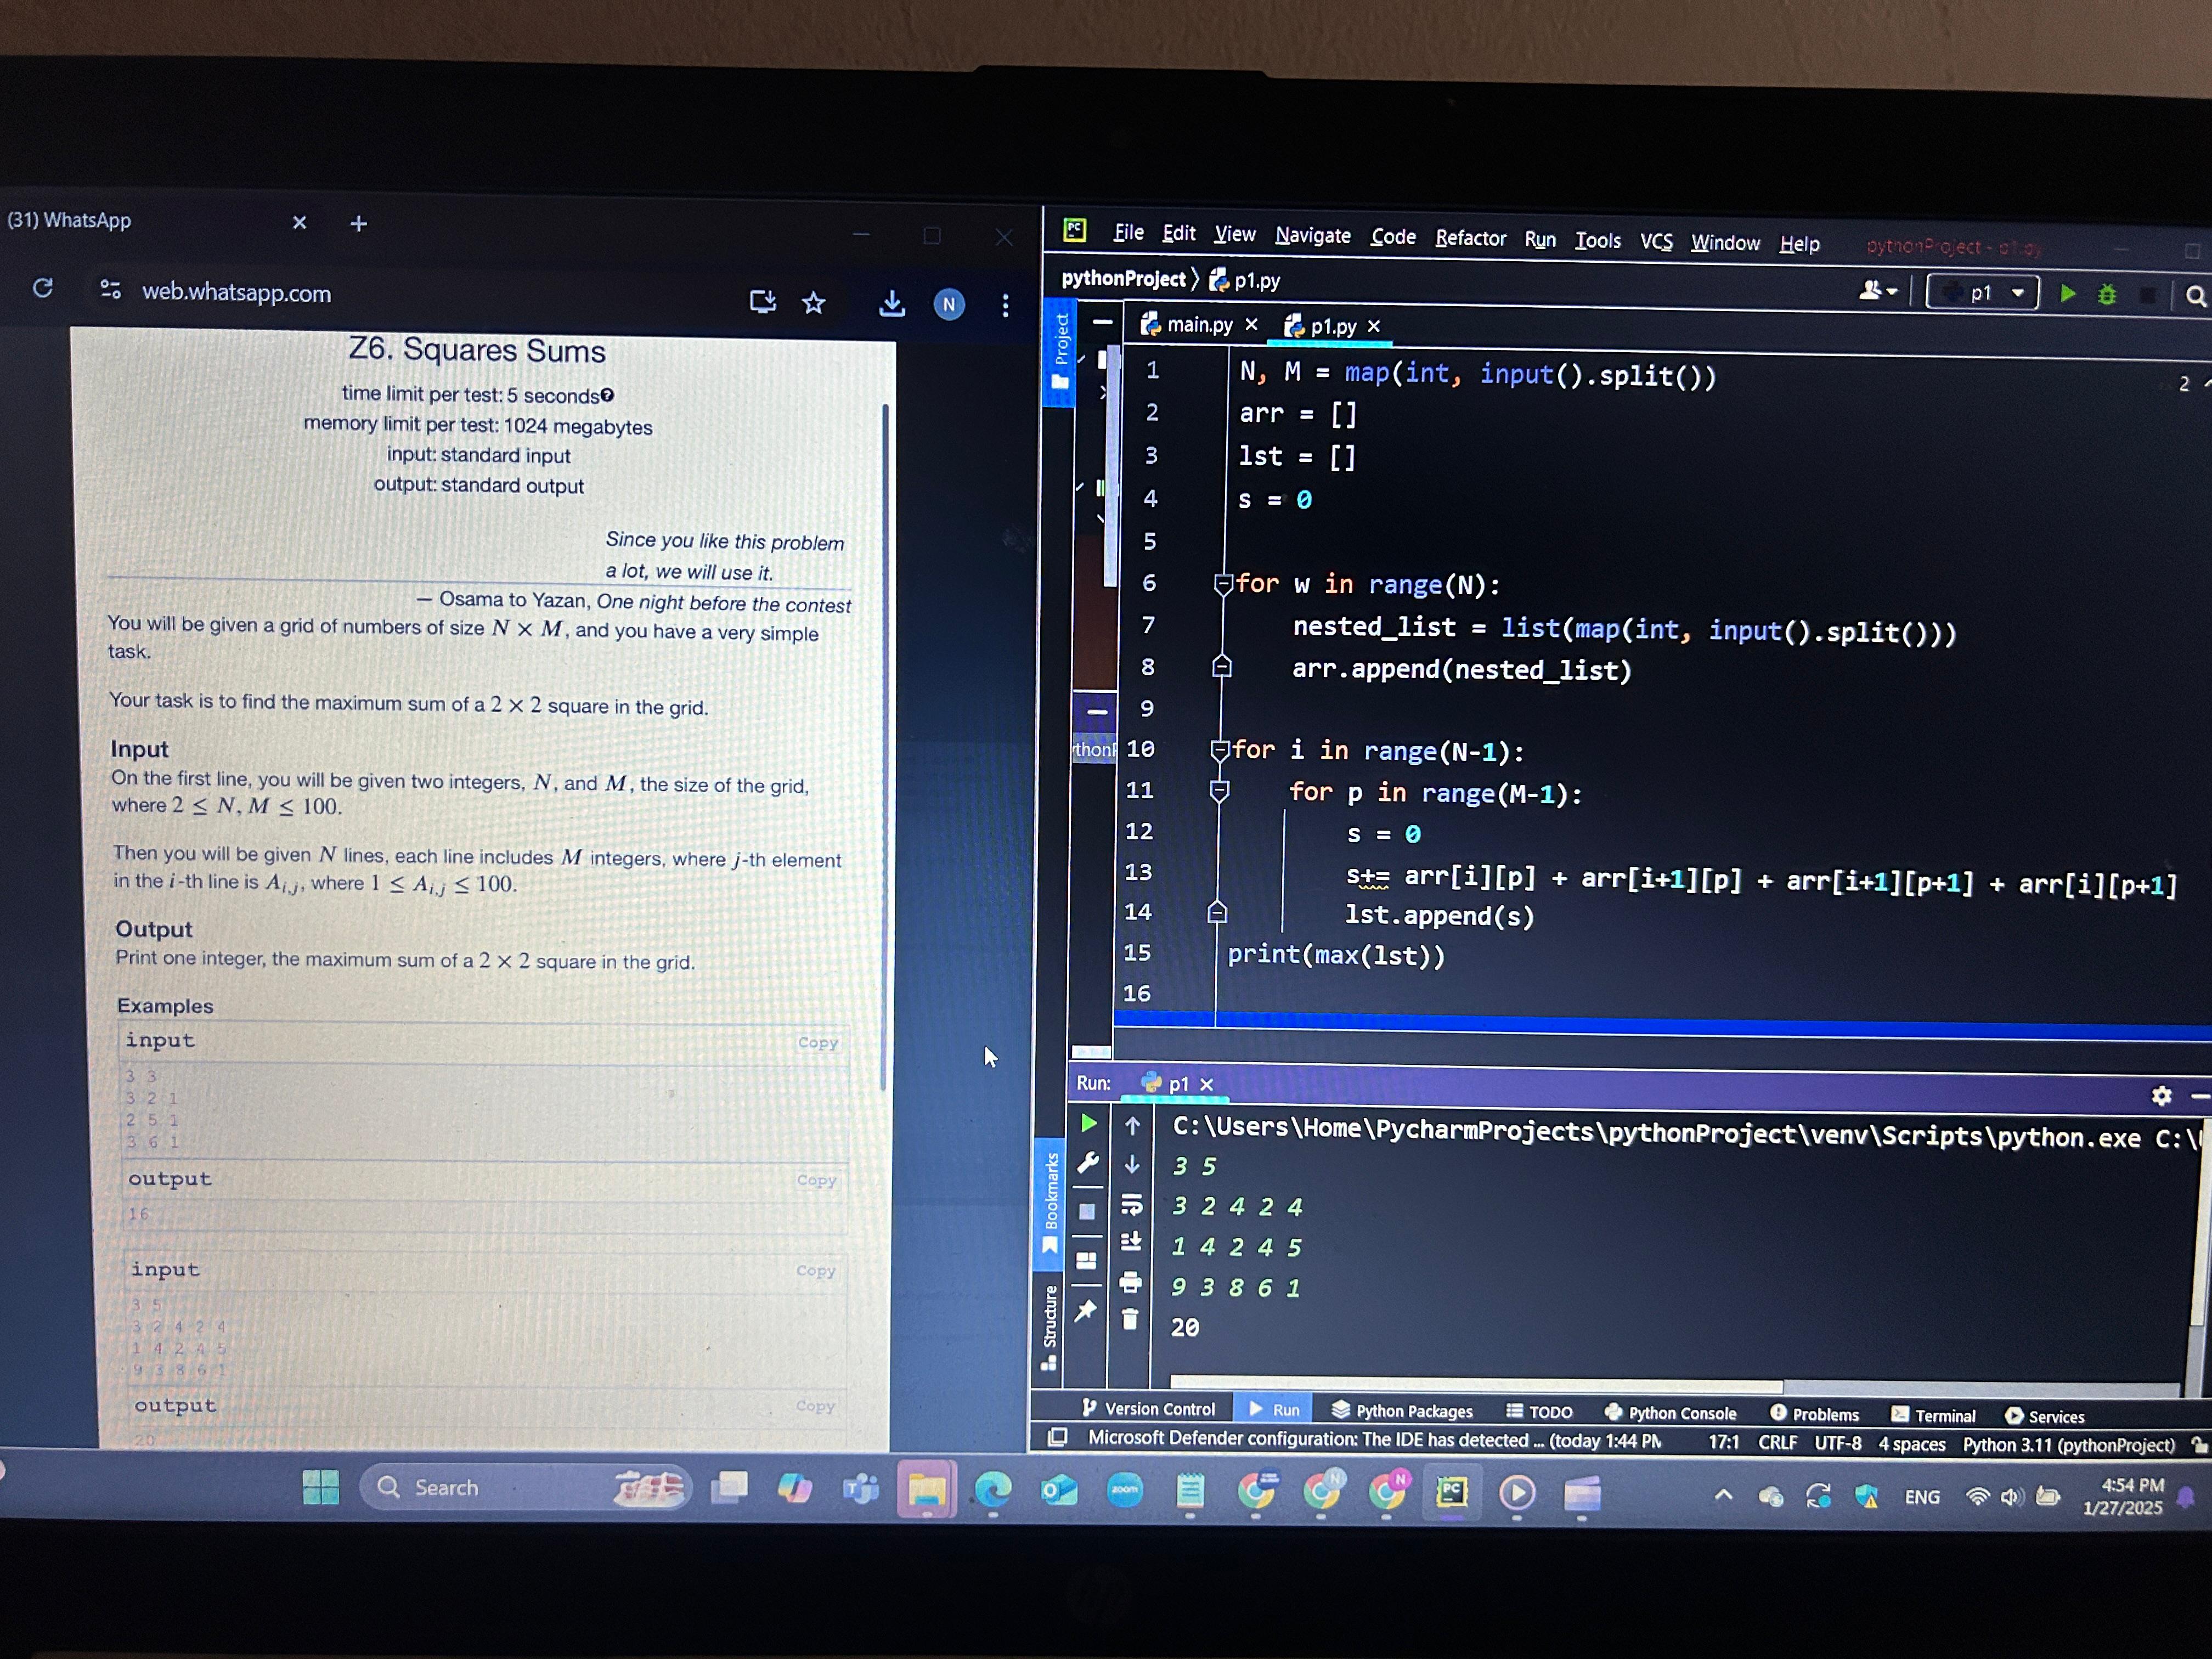 (31) WhatsApp
web.whatsapp.com
N
Z6. Squares Sums
time limit per test: 5 seconds
memory limit per test: 1024 megabytes
input: standard input
output: standard output
Since you like this problem
a lot, we will use it.
— Osama to Yazan, One night before the contest
You will be given a grid of numbers of size N × M, and you have a very simple
task.
Your task is to find the maximum sum of a 2 × 2 square in the grid.
Input
On the first line, you will be given two integers, N, and M, the size of the grid,
where 2 ≤ N, M ≤ 100.
Then you will be given N lines, each line includes M integers, where j-th element
in the i-th line is Ai,j, where 1 ≤ Ai,j ≤ 100.
Output
Print one integer, the maximum sum of a 2 × 2 square in the grid.
Examples
input
Copy
3 3
3 2 1
2 5 1
3 6 1
output
Copy
16
input
Copy
3 5
3 2 4 2 4
1 4 2 4 5
9 3 8 6 1
output
Copy
20
PC
File Edit View Navigate Code Refactor Run Tools VCS Window Help pythonProject - p1.py
pythonProject p1.py
p1
Project
main.py p1.py
2
1 N, M = map(int, input().split())
2 arr = []
3 lst = []
4 s = 0
5
6 for w in range(N):
7 nested_list = list(map(int, input().split()))
8 arr.append(nested_list)
9
10 for i in range(N-1):
11 for p in range(M-1):
12 s = 0
13 s+= arr[i][p] + arr[i+1][p] + arr[i+1][p+1] + arr[i][p+1]
14 lst.append(s)
15 print(max(lst))
16
Run: p1
C:\Users\Home\PycharmProjects\pythonProject\venv\Scripts\python.exe C:\
3 5
3 2 4 2 4
1 4 2 4 5
9 3 8 6 1
20
Bookmarks
Structure
Version Control Run Python Packages TODO Python Console Problems Terminal Services
Microsoft Defender configuration: The IDE has detected ... (today 1:44 PM 17:1 CRLF UTF-8 4 spaces Python 3.11 (pythonProject)
Search
zoom
N
N
PC
ENG
4:54 PM
1/27/2025